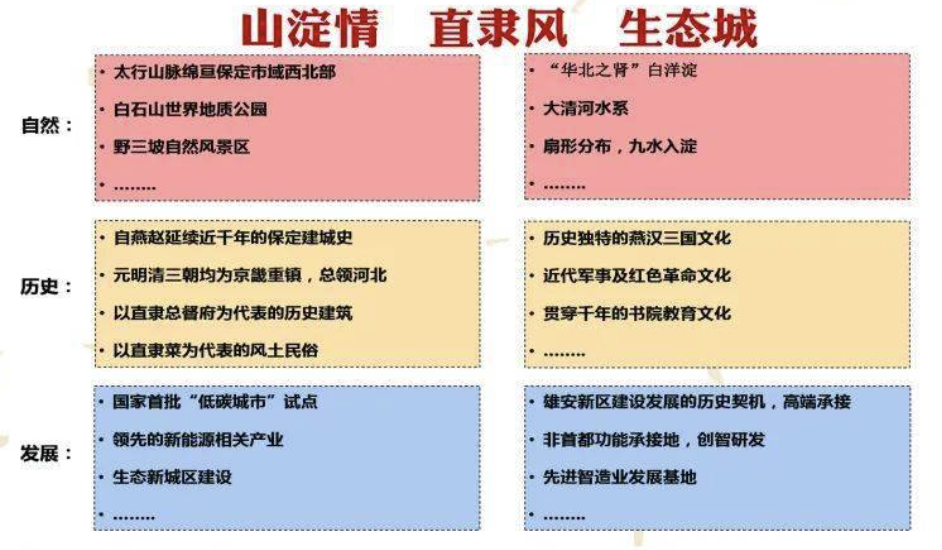 山淀情 直隶风 生态城
自然：
· 太行山脉绵亘保定市域西北部
· 白石山世界地质公园
· 野三坡自然风景区
· ........
· “华北之肾”白洋淀
· 大清河水系
· 扇形分布，九水入淀
· ........
历史：
· 自燕赵延续近千年的保定建城史
· 元明清三朝均为京畿重镇，总领河北
· 以直隶总督府为代表的历史建筑
· 以直隶菜为代表的风土民俗
· 历史独特的燕汉三国文化
· 近代军事及红色革命文化
· 贯穿千年的书院教育文化
· ........
发展：
· 国家首批“低碳城市”试点
· 领先的新能源相关产业
· 生态新城区建设
· ........
· 雄安新区建设发展的历史契机，高端承接
· 非首都功能承接地，创智研发
· 先进智造业发展基地
· ........